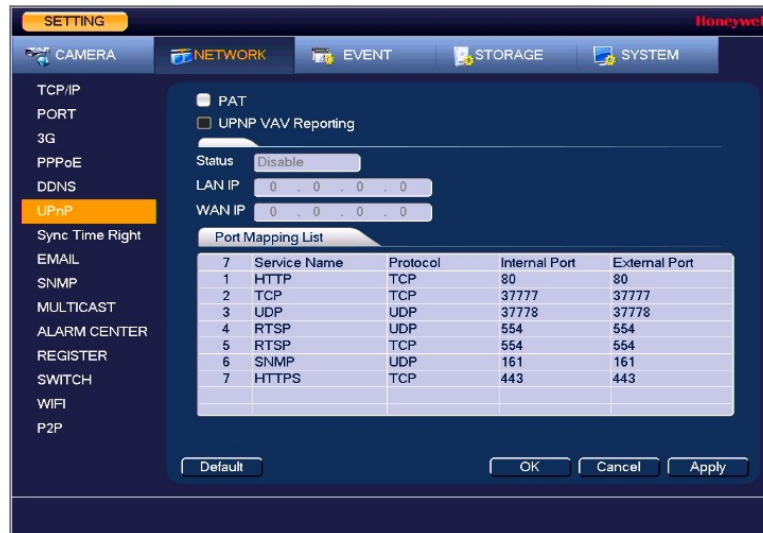 SETTING
Honeywell
CAMERA NETWORK EVENT STORAGE SYSTEM
TCP/IP
PORT
3G
PPPoE
DDNS
UPnP
Sync Time Right
EMAIL
SNMP
MULTICAST
ALARM CENTER
REGISTER
SWITCH
WIFI
P2P
PAT
UPNP VAV Reporting
Status Disable
LAN IP 0 . 0 . 0 . 0
WAN IP 0 . 0 . 0 . 0
Port Mapping List
7 Service Name Protocol Internal Port External Port
1 HTTP TCP 80 80
2 TCP TCP 37777 37777
3 UDP UDP 37778 37778
4 RTSP UDP 554 554
5 RTSP TCP 554 554
6 SNMP UDP 161 161
7 HTTPS TCP 443 443
Default OK Cancel Apply